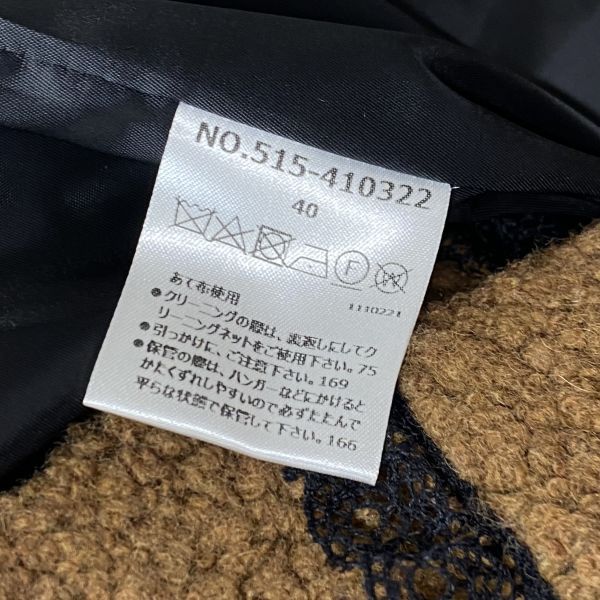 NO.515-410322
40
F
W
あて布使用
1110221
●クリーニングの際は、裏返しにしてク
リーニングネットをご使用下さい。75
●引っかけに、ご注意下さい。169
●保管の際は、ハンガーなどにかけると
かたくずれしやすいので必ずたたんで
平らな状態で保管して下さい。166